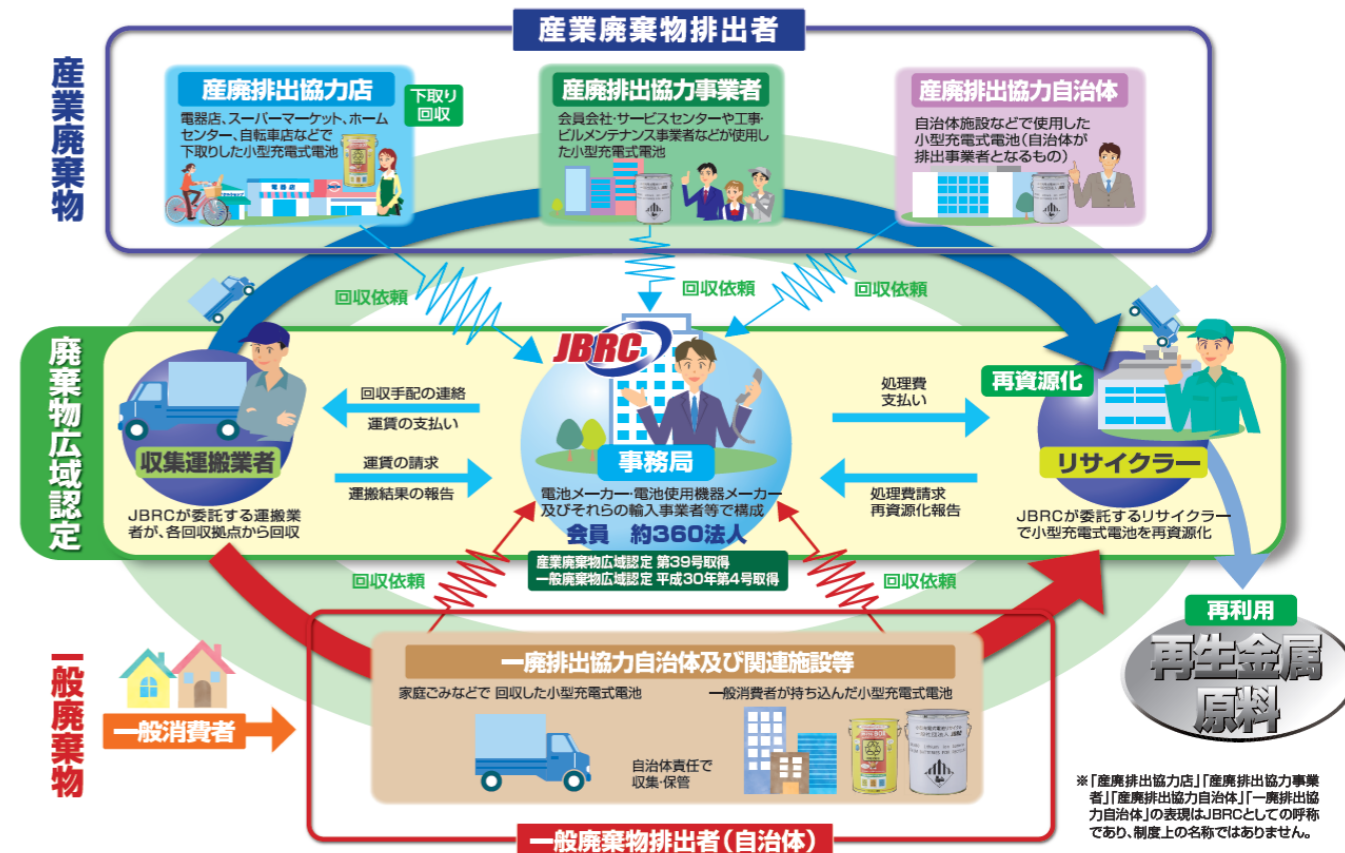 産業廃棄物排出者
産業廃棄物
産廃排出協力店
下取り
回収
電器店、スーパーマーケット、ホーム
センター、自転車店などで
下取りした小型充電式電池
電器店
産廃排出協力事業者
会員会社・サービスセンターや工事・
ビルメンテナンス事業者などが使用し
た小型充電式電池
産廃排出協力自治体
自治体施設などで使用した
小型充電式電池(自治体が
排出事業者となるもの)
回収依頼
回収依頼
回収依頼
廃棄物広域認定
収集運搬業者
JBRCが委託する運搬業
者が、各回収拠点から回収
回収手配の連絡
運賃の支払い
運賃の請求
運搬結果の報告
JBRC
事務局
電池メーカー・電池使用機器メーカー
及びそれらの輸入事業者等で構成
会員 約360法人
産業廃棄物広域認定 第39号取得
一般廃棄物広域認定 平成30年第4号取得
処理費
支払い
処理費請求
再資源化報告
再資源化
リサイクラー
JBRCが委託するリサイクラー
で小型充電式電池を再資源化
回収依頼
回収依頼
再利用
再生金属
原料
一般廃棄物
一般消費者
一廃排出協力自治体及び関連施設等
家庭ごみなどで 回収した小型充電式電池
一般消費者が持ち込んだ小型充電式電池
自治体責任で
収集・保管
一般廃棄物排出者(自治体)
※「産廃排出協力店」「産廃排出協力事業
者」「産廃排出協力自治体」「一廃排出協
力自治体」の表現はJBRCとしての呼称
であり、制度上の名称ではありません。